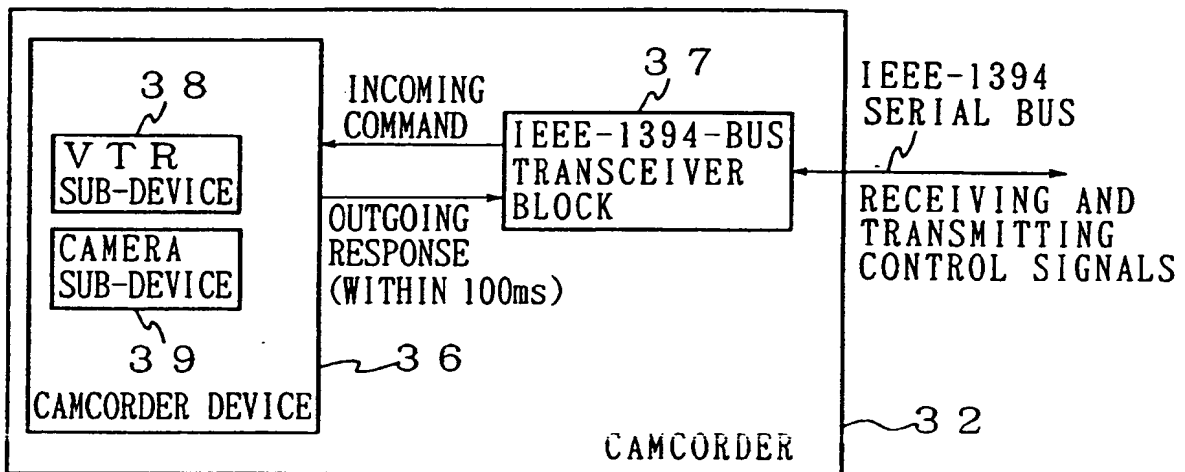 38
VTR
SUB-DEVICE
CAMERA
SUB-DEVICE
39
CAMCORDER DEVICE
36
INCOMING
COMMAND
OUTGOING
RESPONSE
(WITHIN 100ms)
37
IEEE-1394-BUS
TRANSCEIVER
BLOCK
IEEE-1394
SERIAL BUS
RECEIVING AND
TRANSMITTING
CONTROL SIGNALS
32
CAMCORDER